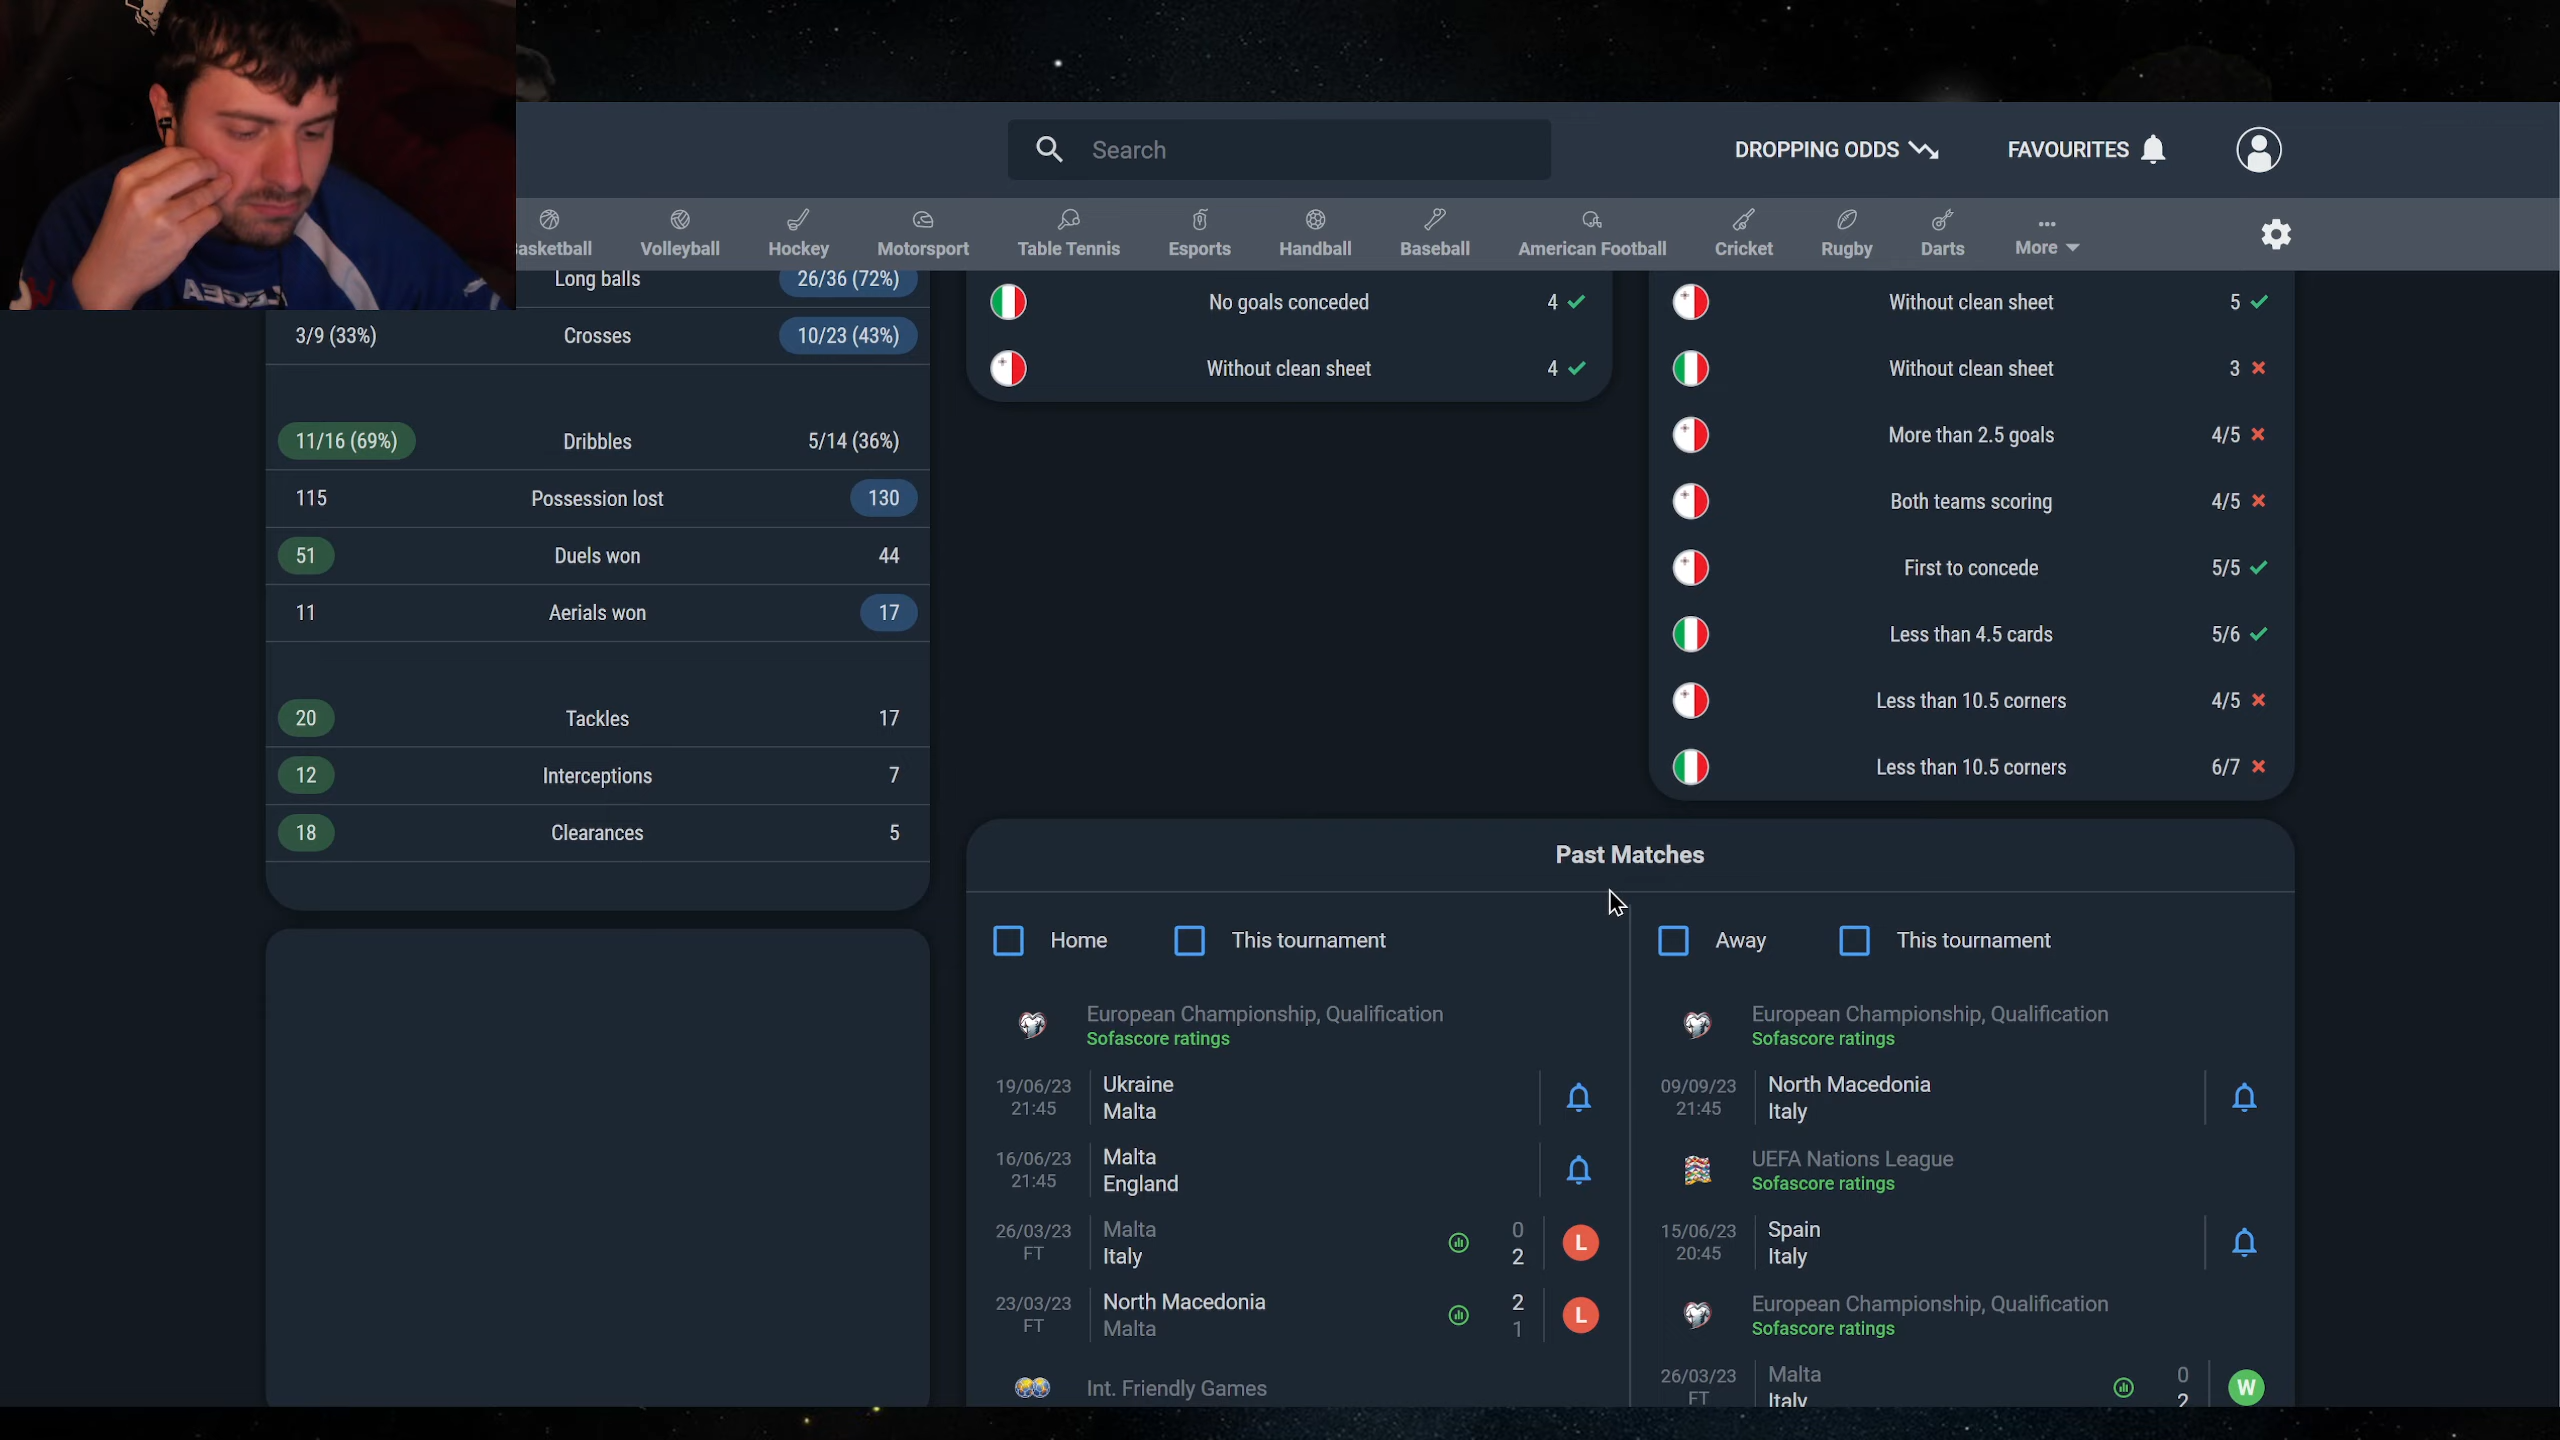 Search
DROPPING ODDS
FAVOURITES
asketball
Volleyball
Hockey
Motorsport
Table Tennis
Esports
Handball
Baseball
American Football
Cricket
Rugby
Darts
More
Long balls 26/36 (72%)
3/9 (33%) Crosses 10/23 (43%)
11/16 (69%) Dribbles 5/14 (36%)
115 Possession lost 130
51 Duels won 44
11 Aerials won 17
20 Tackles 17
12 Interceptions 7
18 Clearances 5
No goals conceded 4
Without clean sheet 4
Without clean sheet 5
Without clean sheet 3
More than 2.5 goals 4/5
Both teams scoring 4/5
First to concede 5/5
Less than 4.5 cards 5/6
Less than 10.5 corners 4/5
Less than 10.5 corners 6/7
Past Matches
Home This tournament
European Championship, Qualification
Sofascore ratings
19/06/23 Ukraine
21:45 Malta
16/06/23 Malta
21:45 England
26/03/23 Malta 0
FT Italy 2 L
23/03/23 North Macedonia 2
FT Malta 1 L
Int. Friendly Games
Away This tournament
European Championship, Qualification
Sofascore ratings
09/09/23 North Macedonia
21:45 Italy
UEFA Nations League
Sofascore ratings
15/06/23 Spain
20:45 Italy
European Championship, Qualification
Sofascore ratings
26/03/23 Malta 0
FT Italy 2 W